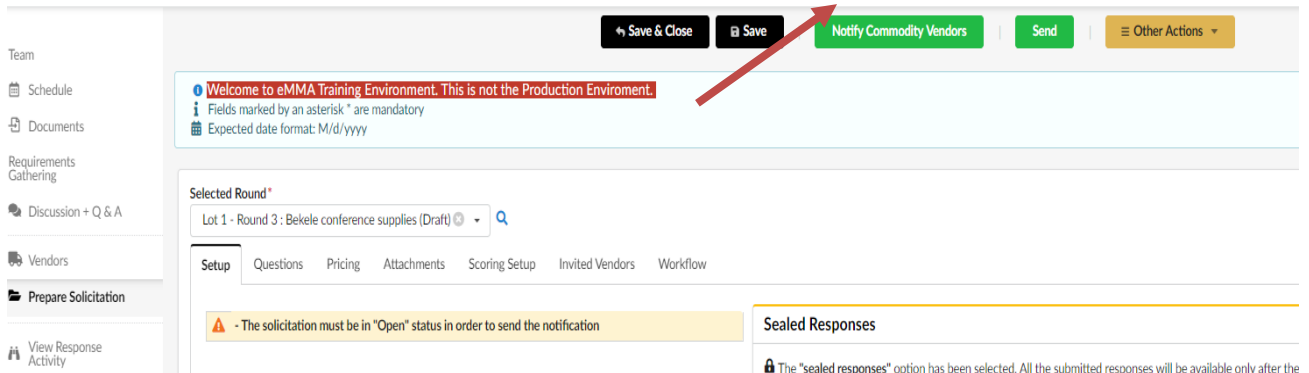 Save & Close
Save
Notify Commodity Vendors
Send
Other Actions
Team
Schedule
Documents
Requirements
Gathering
Discussion + Q & A
Vendors
Prepare Solicitation
View Response
Activity
Welcome to eMMA Training Environment. This is not the Production Enviroment.
Fields marked by an asterisk * are mandatory
Expected date format: M/d/yyyy
Selected Round*
Lot 1 - Round 3 : Bekele conference supplies (Draft)
Setup
Questions
Pricing
Attachments
Scoring Setup
Invited Vendors
Workflow
- The solicitation must be in "Open" status in order to send the notification
Sealed Responses
The "sealed responses" option has been selected. All the submitted responses will be available only after the